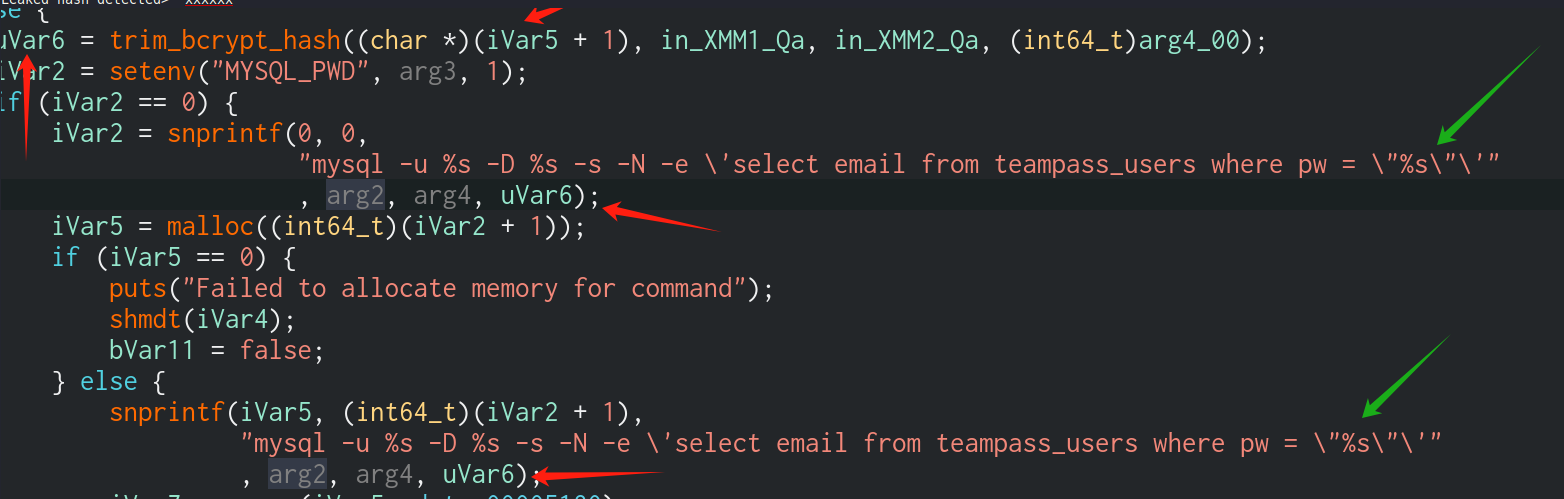 Leaked hash detected> xxxxxx
se {
uVar6 = trim_bcrypt_hash((char *)(iVar5 + 1), in_XMM1_Qa, in_XMM2_Qa, (int64_t)arg4_00);
iVar2 = setenv("MYSQL_PWD", arg3, 1);
if (iVar2 == 0) {
iVar2 = snprintf(0, 0,
"mysql -u %s -D %s -s -N -e \'select email from teampass_users where pw = \"%s\"\'"
, arg2, arg4, uVar6);
iVar5 = malloc((int64_t)(iVar2 + 1));
if (iVar5 == 0) {
puts("Failed to allocate memory for command");
shmdt(iVar4);
bVar11 = false;
} else {
snprintf(iVar5, (int64_t)(iVar2 + 1),
"mysql -u %s -D %s -s -N -e \'select email from teampass_users where pw = \"%s\"\'"
, arg2, arg4, uVar6);